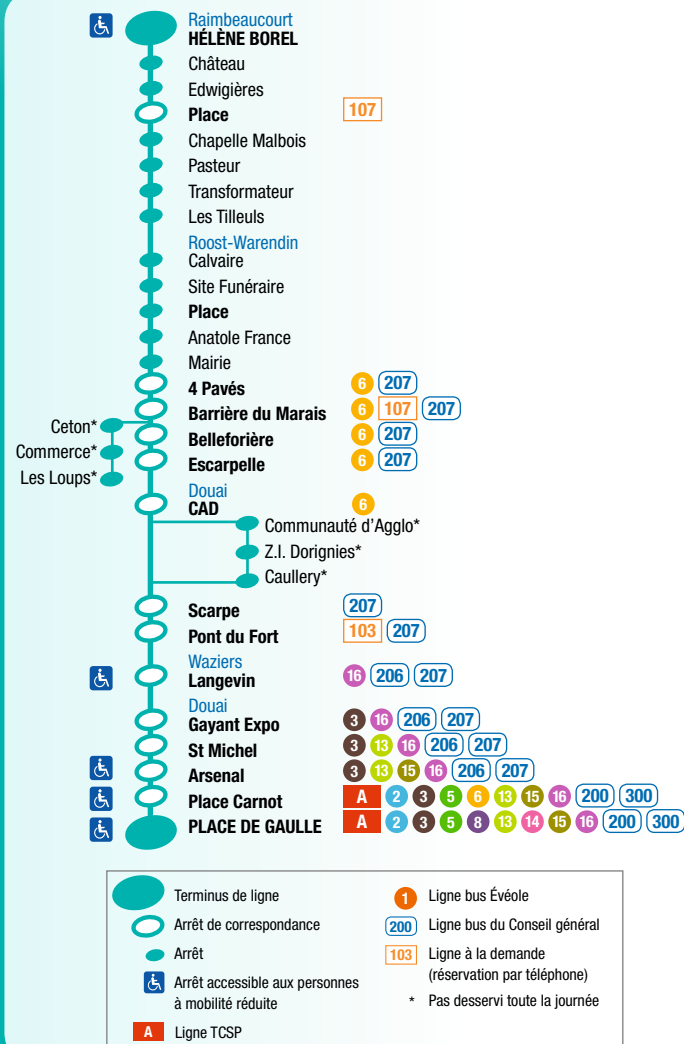 Raimbeaucourt
HÉLÈNE BOREL
Château
Edwigières
Place 107
Chapelle Malbois
Pasteur
Transformateur
Les Tilleuls
Roost-Warendin
Calvaire
Site Funéraire
Place
Anatole France
Mairie
4 Pavés 6 207
Barrière du Marais 6 107 207
Ceton*
Belleforière 6 207
Commerce*
Escarpelle 6 207
Les Loups*
Douai
CAD 6
Communauté d'Agglo*
Z.I. Dorignies*
Caullery*
Scarpe 207
Pont du Fort 103 207
Waziers
Langevin 16 206 207
Douai
Gayant Expo 3 16 206 207
St Michel 3 13 16 206 207
Arsenal 3 13 15 16 206 207
Place Carnot A 2 3 5 6 13 15 16 200 300
PLACE DE GAULLE A 2 3 5 8 13 14 15 16 200 300
Terminus de ligne
Arrêt de correspondance
Arrêt
Arrêt accessible aux personnes
à mobilité réduite
A Ligne TCSP
1 Ligne bus Évéole
200 Ligne bus du Conseil général
103 Ligne à la demande
(réservation par téléphone)
* Pas desservi toute la journée